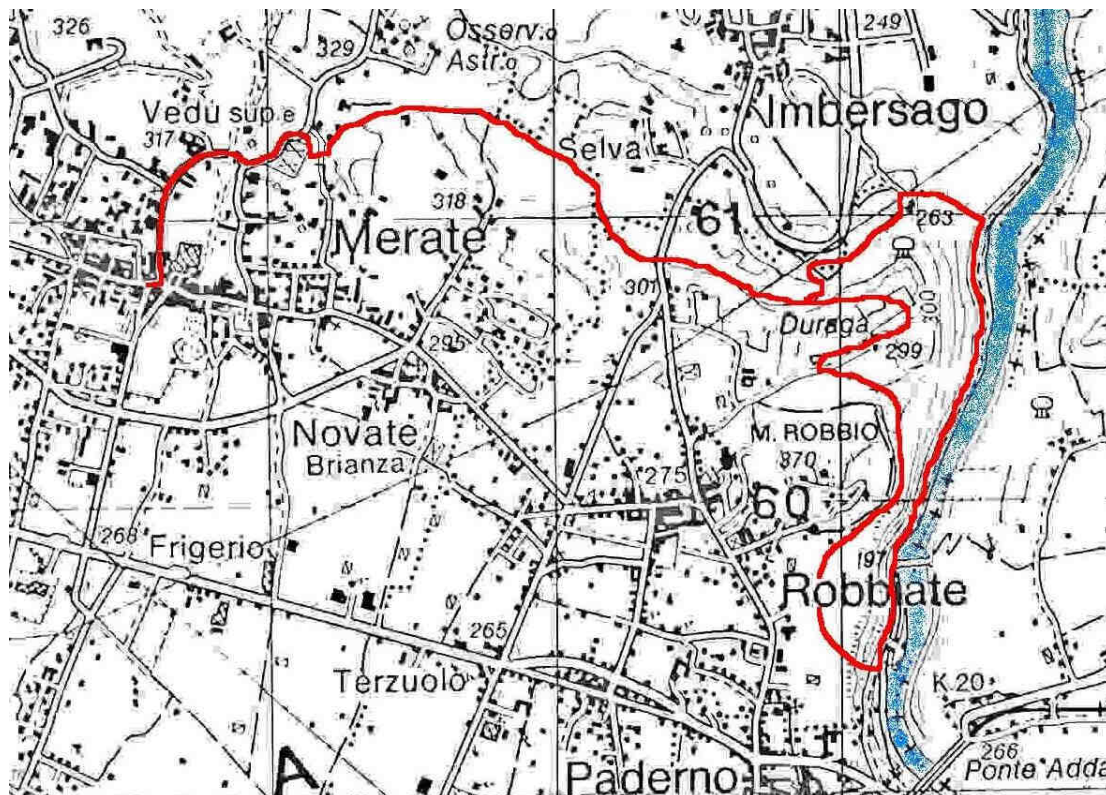 326
329
Osserv.o
Astr.o
249
Vedu sup.e
317
Imbersago
Selva
318
61
263
Merate
301
Duraga
300
295
299
Novate
Brianza
M. ROBBIO
370
275
60
268
Frigerio
197
Robbiate
265
Terzuolo
K.20
A
266
Paderno
Ponte Adda